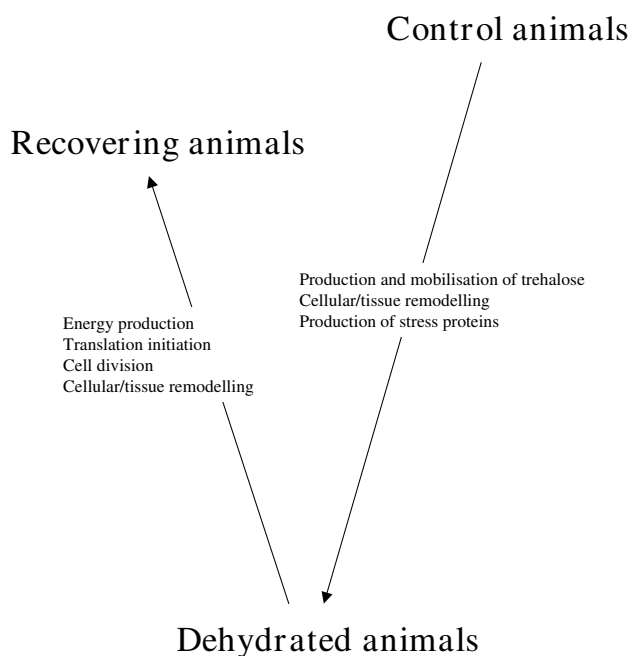 Control animals
Recovering animals
Production and mobilisation of trehalose
Cellular/tissue remodelling
Production of stress proteins
Energy production
Translation initiation
Cell division
Cellular/tissue remodelling
Dehydrated animals